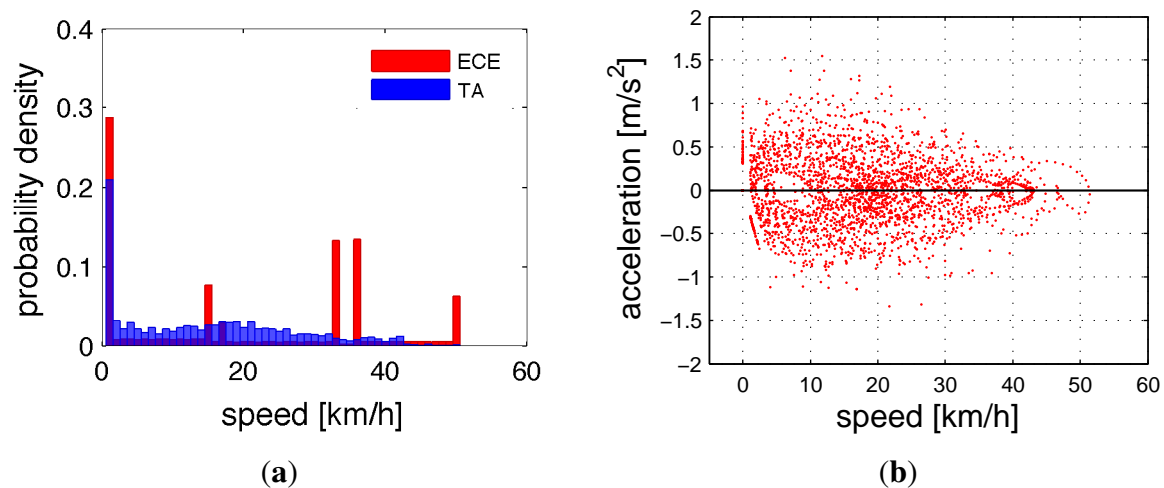 0.4
0.3
0.2
0.1
0
probability density
ECE
TA
0 20 40 60
speed [km/h]
(a)
2
1.5
1
0.5
0
−0.5
−1
−1.5
−2
acceleration [m/s²]
0 10 20 30 40 50 60
speed [km/h]
(b)